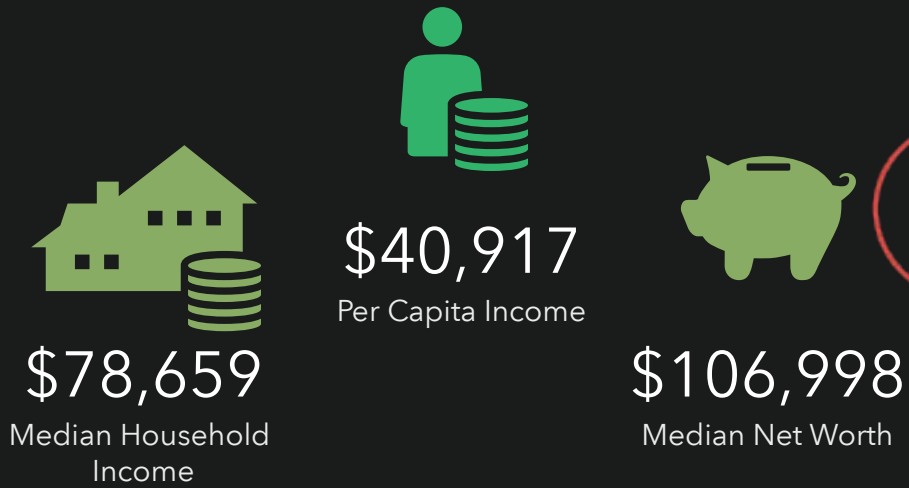 $78,659
Median Household
Income
$40,917
Per Capita Income
$106,998
Median Net Worth